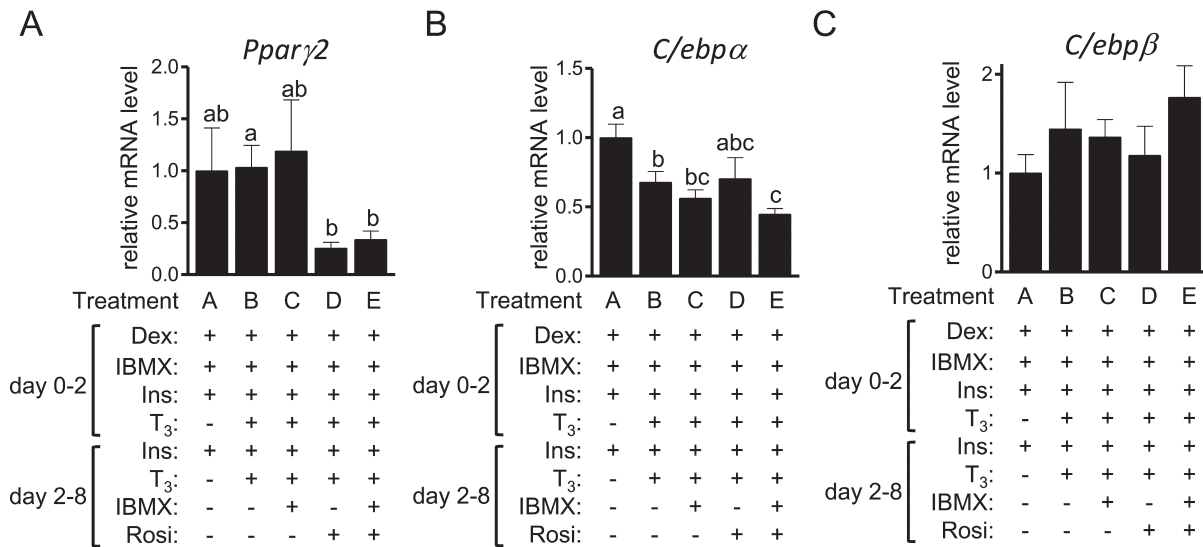 A
Pparγ2
relative mRNA level
2.0
1.5
1.0
0.5
0.0
ab
a
ab
b
b
Treatment A B C D E
day 0-2
Dex: + + + + +
IBMX: + + + + +
Ins: + + + + +
T3: - + + + +
day 2-8
Ins: + + + + +
T3: - + + + +
IBMX: - - + - +
Rosi: - - - + +
B
C/ebpα
relative mRNA level
1.5
1.0
0.5
0.0
a
b
bc
abc
c
Treatment A B C D E
day 0-2
Dex: + + + + +
IBMX: + + + + +
Ins: + + + + +
T3: - + + + +
day 2-8
Ins: + + + + +
T3: - + + + +
IBMX: - - + - +
Rosi: - - - + +
C
C/ebpβ
relative mRNA level
2
1
0
Treatment A B C D E
day 0-2
Dex: + + + + +
IBMX: + + + + +
Ins: + + + + +
T3: - + + + +
day 2-8
Ins: + + + + +
T3: - + + + +
IBMX: - - + - +
Rosi: - - - + +